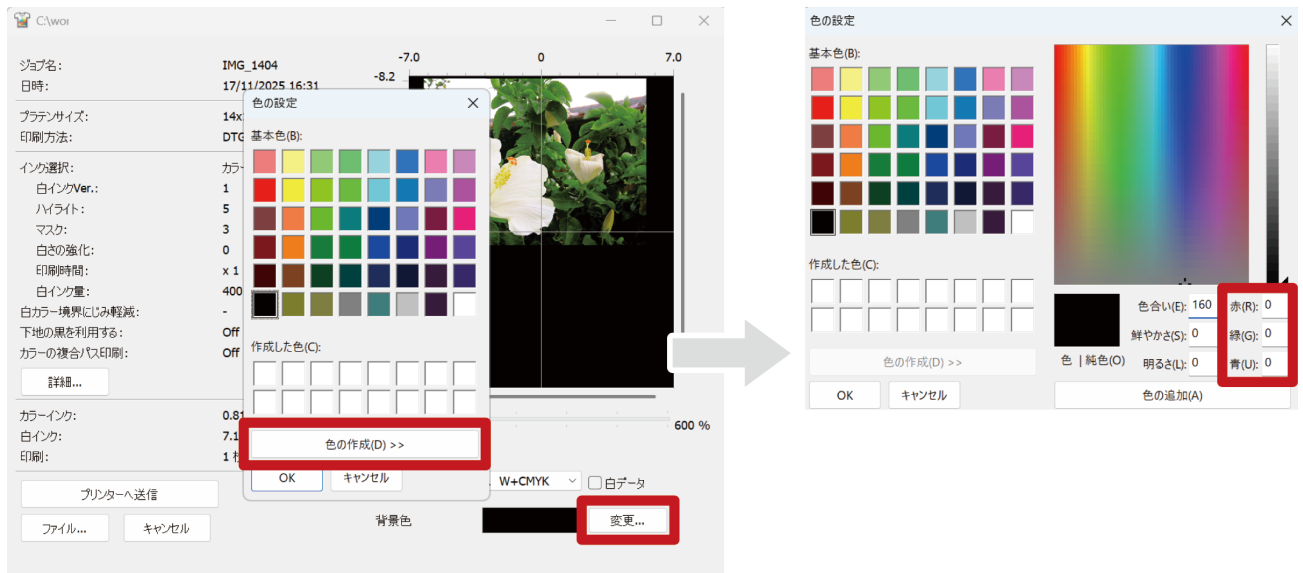 C:\wor
ジョブ名: IMG_1404
日時: 17/11/2025 16:31
プラテンサイズ: 14x
印刷方法: DTG
インク選択: カラー
白インクVer.: 1
ハイライト: 5
マスク: 3
白さの強化: 0
印刷時間: x 1
白インク量: 400
白カラー境界にじみ軽減: -
下地の黒を利用する: Off
カラーの複合パス印刷: Off
詳細...
カラーインク: 0.81
白インク: 7.1
印刷: 1
プリンターへ送信
ファイル...
キャンセル
-7.0 0 7.0
-8.2
色の設定
基本色(B):
作成した色(C):
色の作成(D) >>
OK キャンセル
600 %
W+CMYK 白データ
背景色 変更...
色の設定
基本色(B):
作成した色(C):
色の作成(D) >>
OK キャンセル
色 | 純色(O)
色合い(E): 160 赤(R): 0
鮮やかさ(S): 0 緑(G): 0
明るさ(L): 0 青(U): 0
色の追加(A)